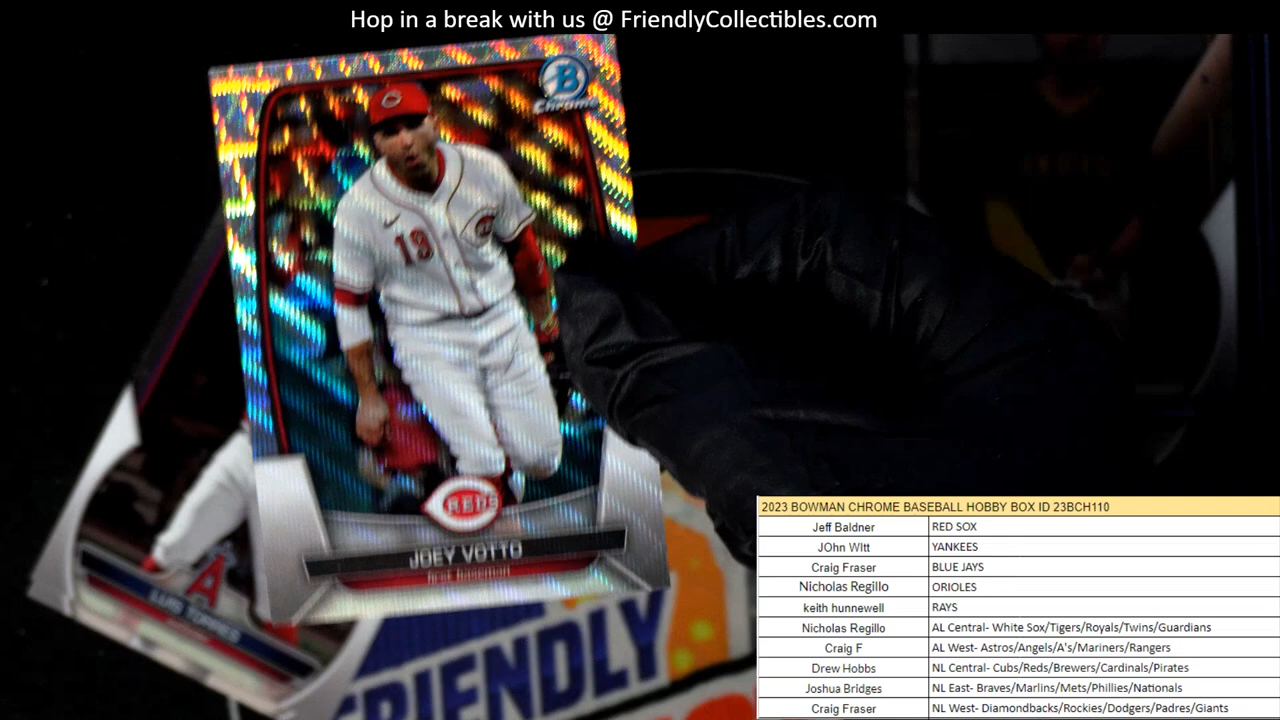 Hop in a break with us @ FriendlyCollectibles.com
B
Chrome
19
REDS
JOEY VOTTO
first baseman
A
FRIENDLY
2023 BOWMAN CHROME BASEBALL HOBBY BOX ID 23BCH110
Jeff Baldner RED SOX
JOhn WItt YANKEES
Craig Fraser BLUE JAYS
Nicholas Regillo ORIOLES
keith hunnewell RAYS
Nicholas Regillo AL Central- White Sox/Tigers/Royals/Twins/Guardians
Craig F AL West- Astros/Angels/A's/Mariners/Rangers
Drew Hobbs NL Central- Cubs/Reds/Brewers/Cardinals/Pirates
Joshua Bridges NL East- Braves/Marlins/Mets/Phillies/Nationals
Craig Fraser NL West- Diamondbacks/Rockies/Dodgers/Padres/Giants